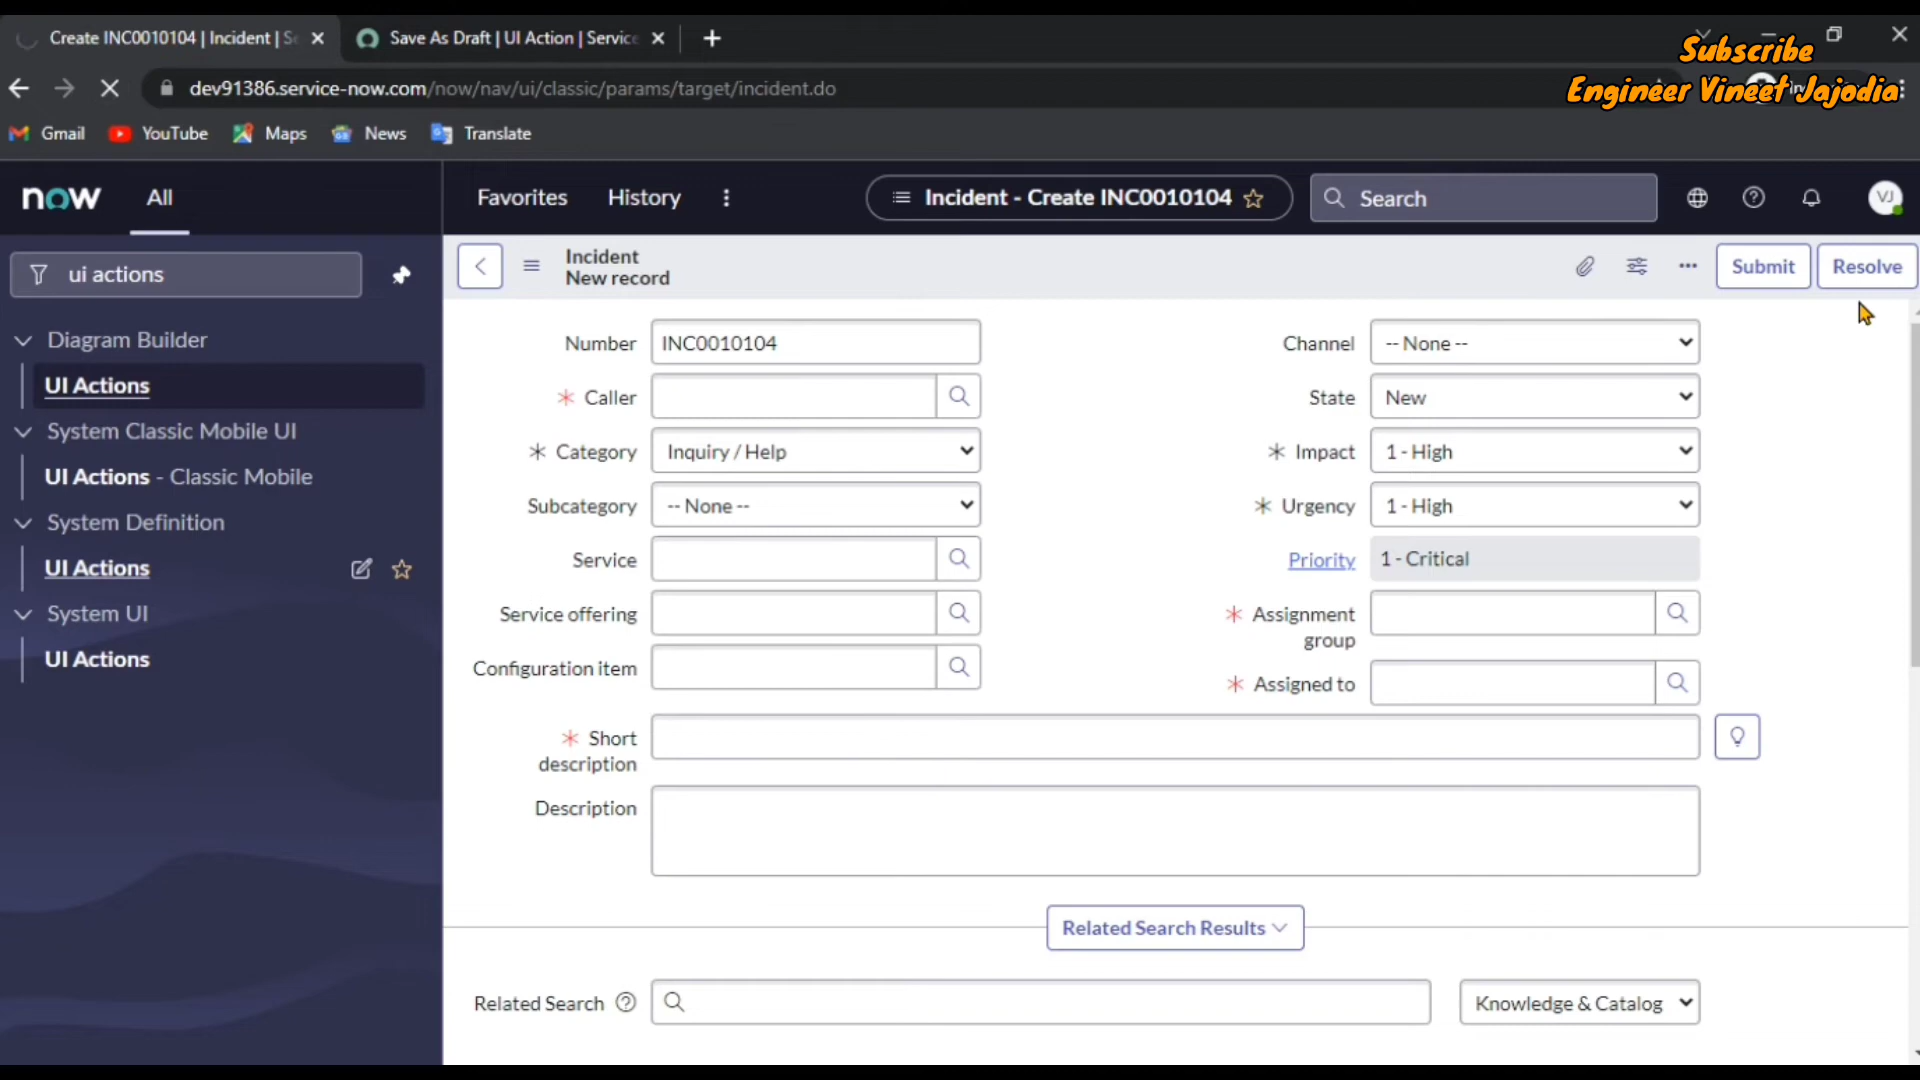 Create INC0010104 | Incident | Se
Save As Draft | UI Action | Service
Subscribe
Engineer Vineet Jajodia
dev91386.service-now.com/now/nav/ui/classic/params/target/incident.do
Gmail
YouTube
Maps
News
Translate
now
All
Favorites
History
Incident - Create INC0010104
Search
VJ
ui actions
Incident
New record
Submit
Resolve
Diagram Builder
UI Actions
System Classic Mobile UI
UI Actions - Classic Mobile
System Definition
UI Actions
System UI
UI Actions
Number
INC0010104
Channel
-- None --
* Caller
State
New
* Category
Inquiry / Help
* Impact
1 - High
Subcategory
-- None --
* Urgency
1 - High
Service
Priority
1 - Critical
Service offering
* Assignment
group
Configuration item
* Assigned to
* Short
description
Description
Related Search Results
Related Search
Knowledge & Catalog